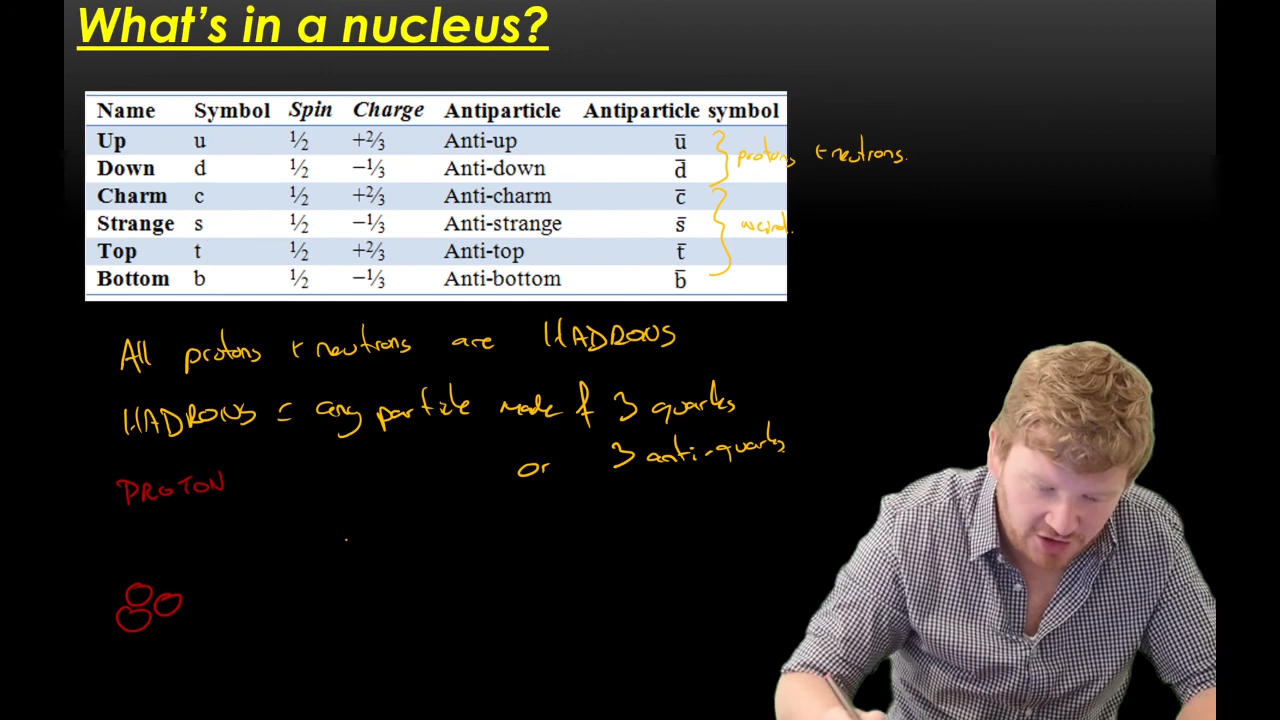 What's in a nucleus?
Name Symbol Spin Charge Antiparticle Antiparticle symbol
Up u ½ +⅔ Anti-up ū
Down d ½ −⅓ Anti-down d̄
Charm c ½ +⅔ Anti-charm c̄
Strange s ½ −⅓ Anti-strange s̄
Top t ½ +⅔ Anti-top t̄
Bottom b ½ −⅓ Anti-bottom b̄
protons + neutrons.
weird.
All protons + neutrons are HADRONS
HADRONS = any particle made of 3 quarks
or 3 anti-quarks
PROTON